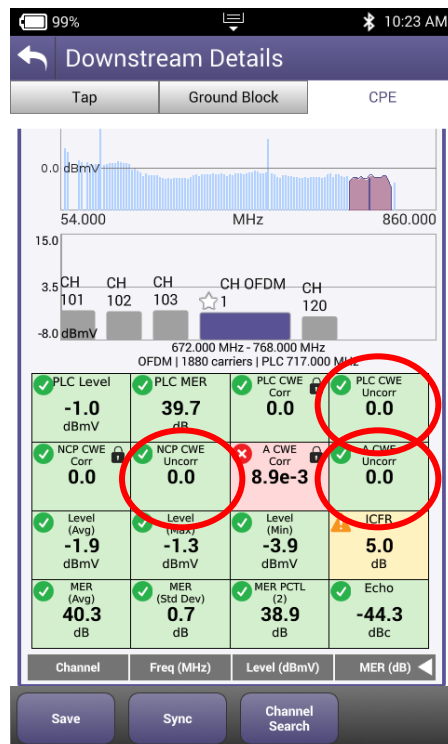 99%
10:23 AM
Downstream Details
Tap Ground Block CPE
0.0 dBmV
54.000 MHz 860.000
15.0
3.5
CH 101
CH 102
CH 103
CH OFDM 1
CH 120
-8.0 dBmV
672.000 MHz - 768.000 MHz
OFDM | 1880 carriers | PLC 717.000 MHz
PLC Level
-1.0
dBmV
PLC MER
39.7
dB
PLC CWE
Corr
0.0
PLC CWE
Uncorr
0.0
NCP CWE
Corr
0.0
NCP CWE
Uncorr
0.0
A CWE
Corr
8.9e-3
A CWE
Uncorr
0.0
Level
(Avg)
-1.9
dBmV
Level
(Max)
-1.3
dBmV
Level
(Min)
-3.9
dBmV
ICFR
5.0
dB
MER
(Avg)
40.3
dB
MER
(Std Dev)
0.7
dB
MER PCTL
(2)
38.9
dB
Echo
-44.3
dBc
Channel Freq (MHz) Level (dBmV) MER (dB)
Save Sync Channel
Search